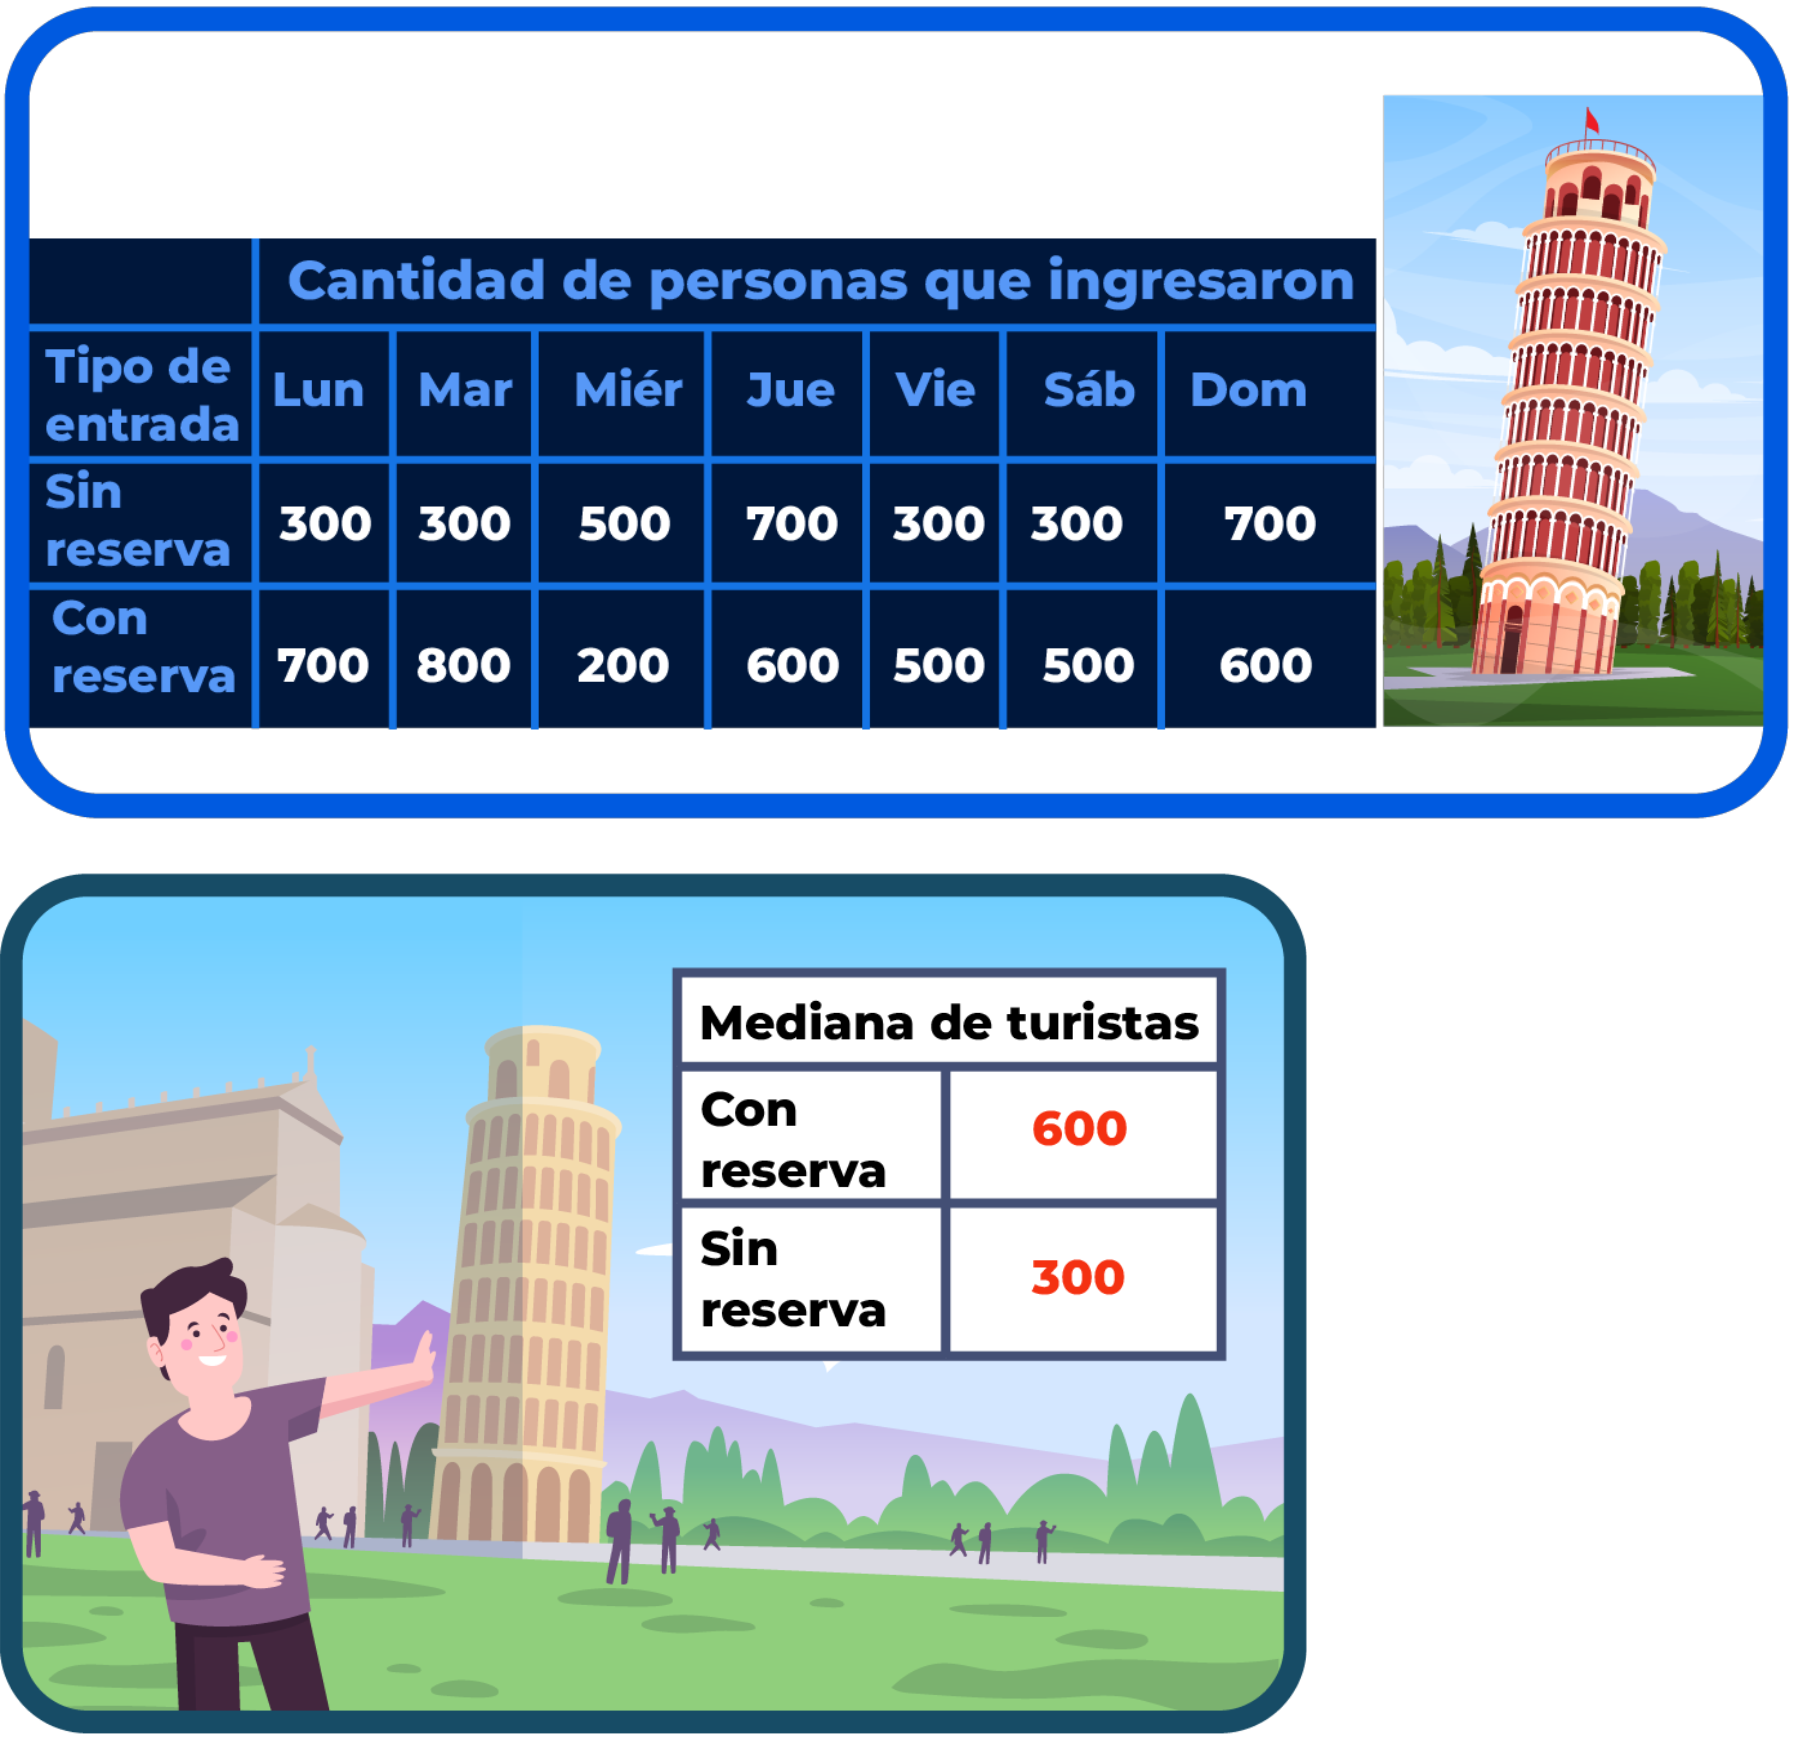 Cantidad de personas que ingresaron
Tipo de entrada Lun Mar Miér Jue Vie Sáb Dom
Sin reserva 300 300 500 700 300 300 700
Con reserva 700 800 200 600 500 500 600
Mediana de turistas
Con reserva 600
Sin reserva 300